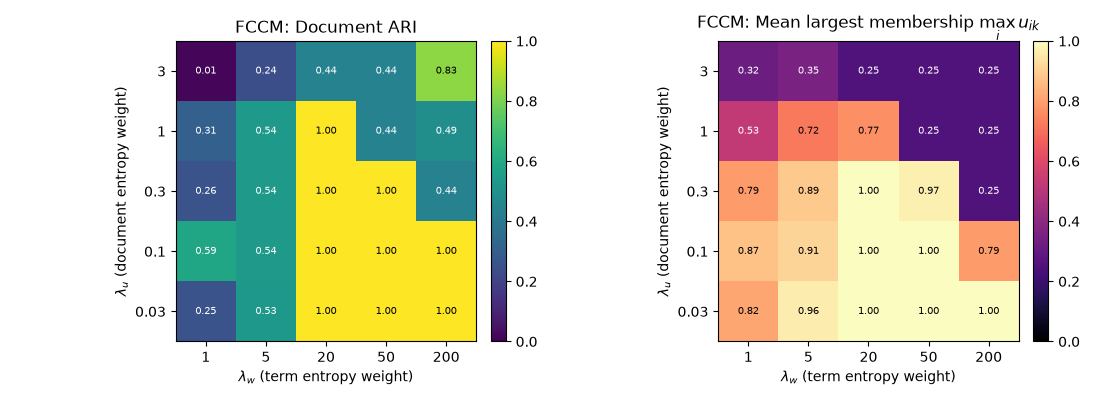 FCCM: Document ARI
λu (document entropy weight)
3
1
0.3
0.1
0.03
0.01 0.24 0.44 0.44 0.83
0.31 0.54 1.00 0.44 0.49
0.26 0.54 1.00 1.00 0.44
0.59 0.54 1.00 1.00 1.00
0.25 0.53 1.00 1.00 1.00
1 5 20 50 200
λw (term entropy weight)
1.0
0.8
0.6
0.4
0.2
0.0
FCCM: Mean largest membership max uik
i
λu (document entropy weight)
3
1
0.3
0.1
0.03
0.32 0.35 0.25 0.25 0.25
0.53 0.72 0.77 0.25 0.25
0.79 0.89 1.00 0.97 0.25
0.87 0.91 1.00 1.00 0.79
0.82 0.96 1.00 1.00 1.00
1 5 20 50 200
λw (term entropy weight)
1.0
0.8
0.6
0.4
0.2
0.0